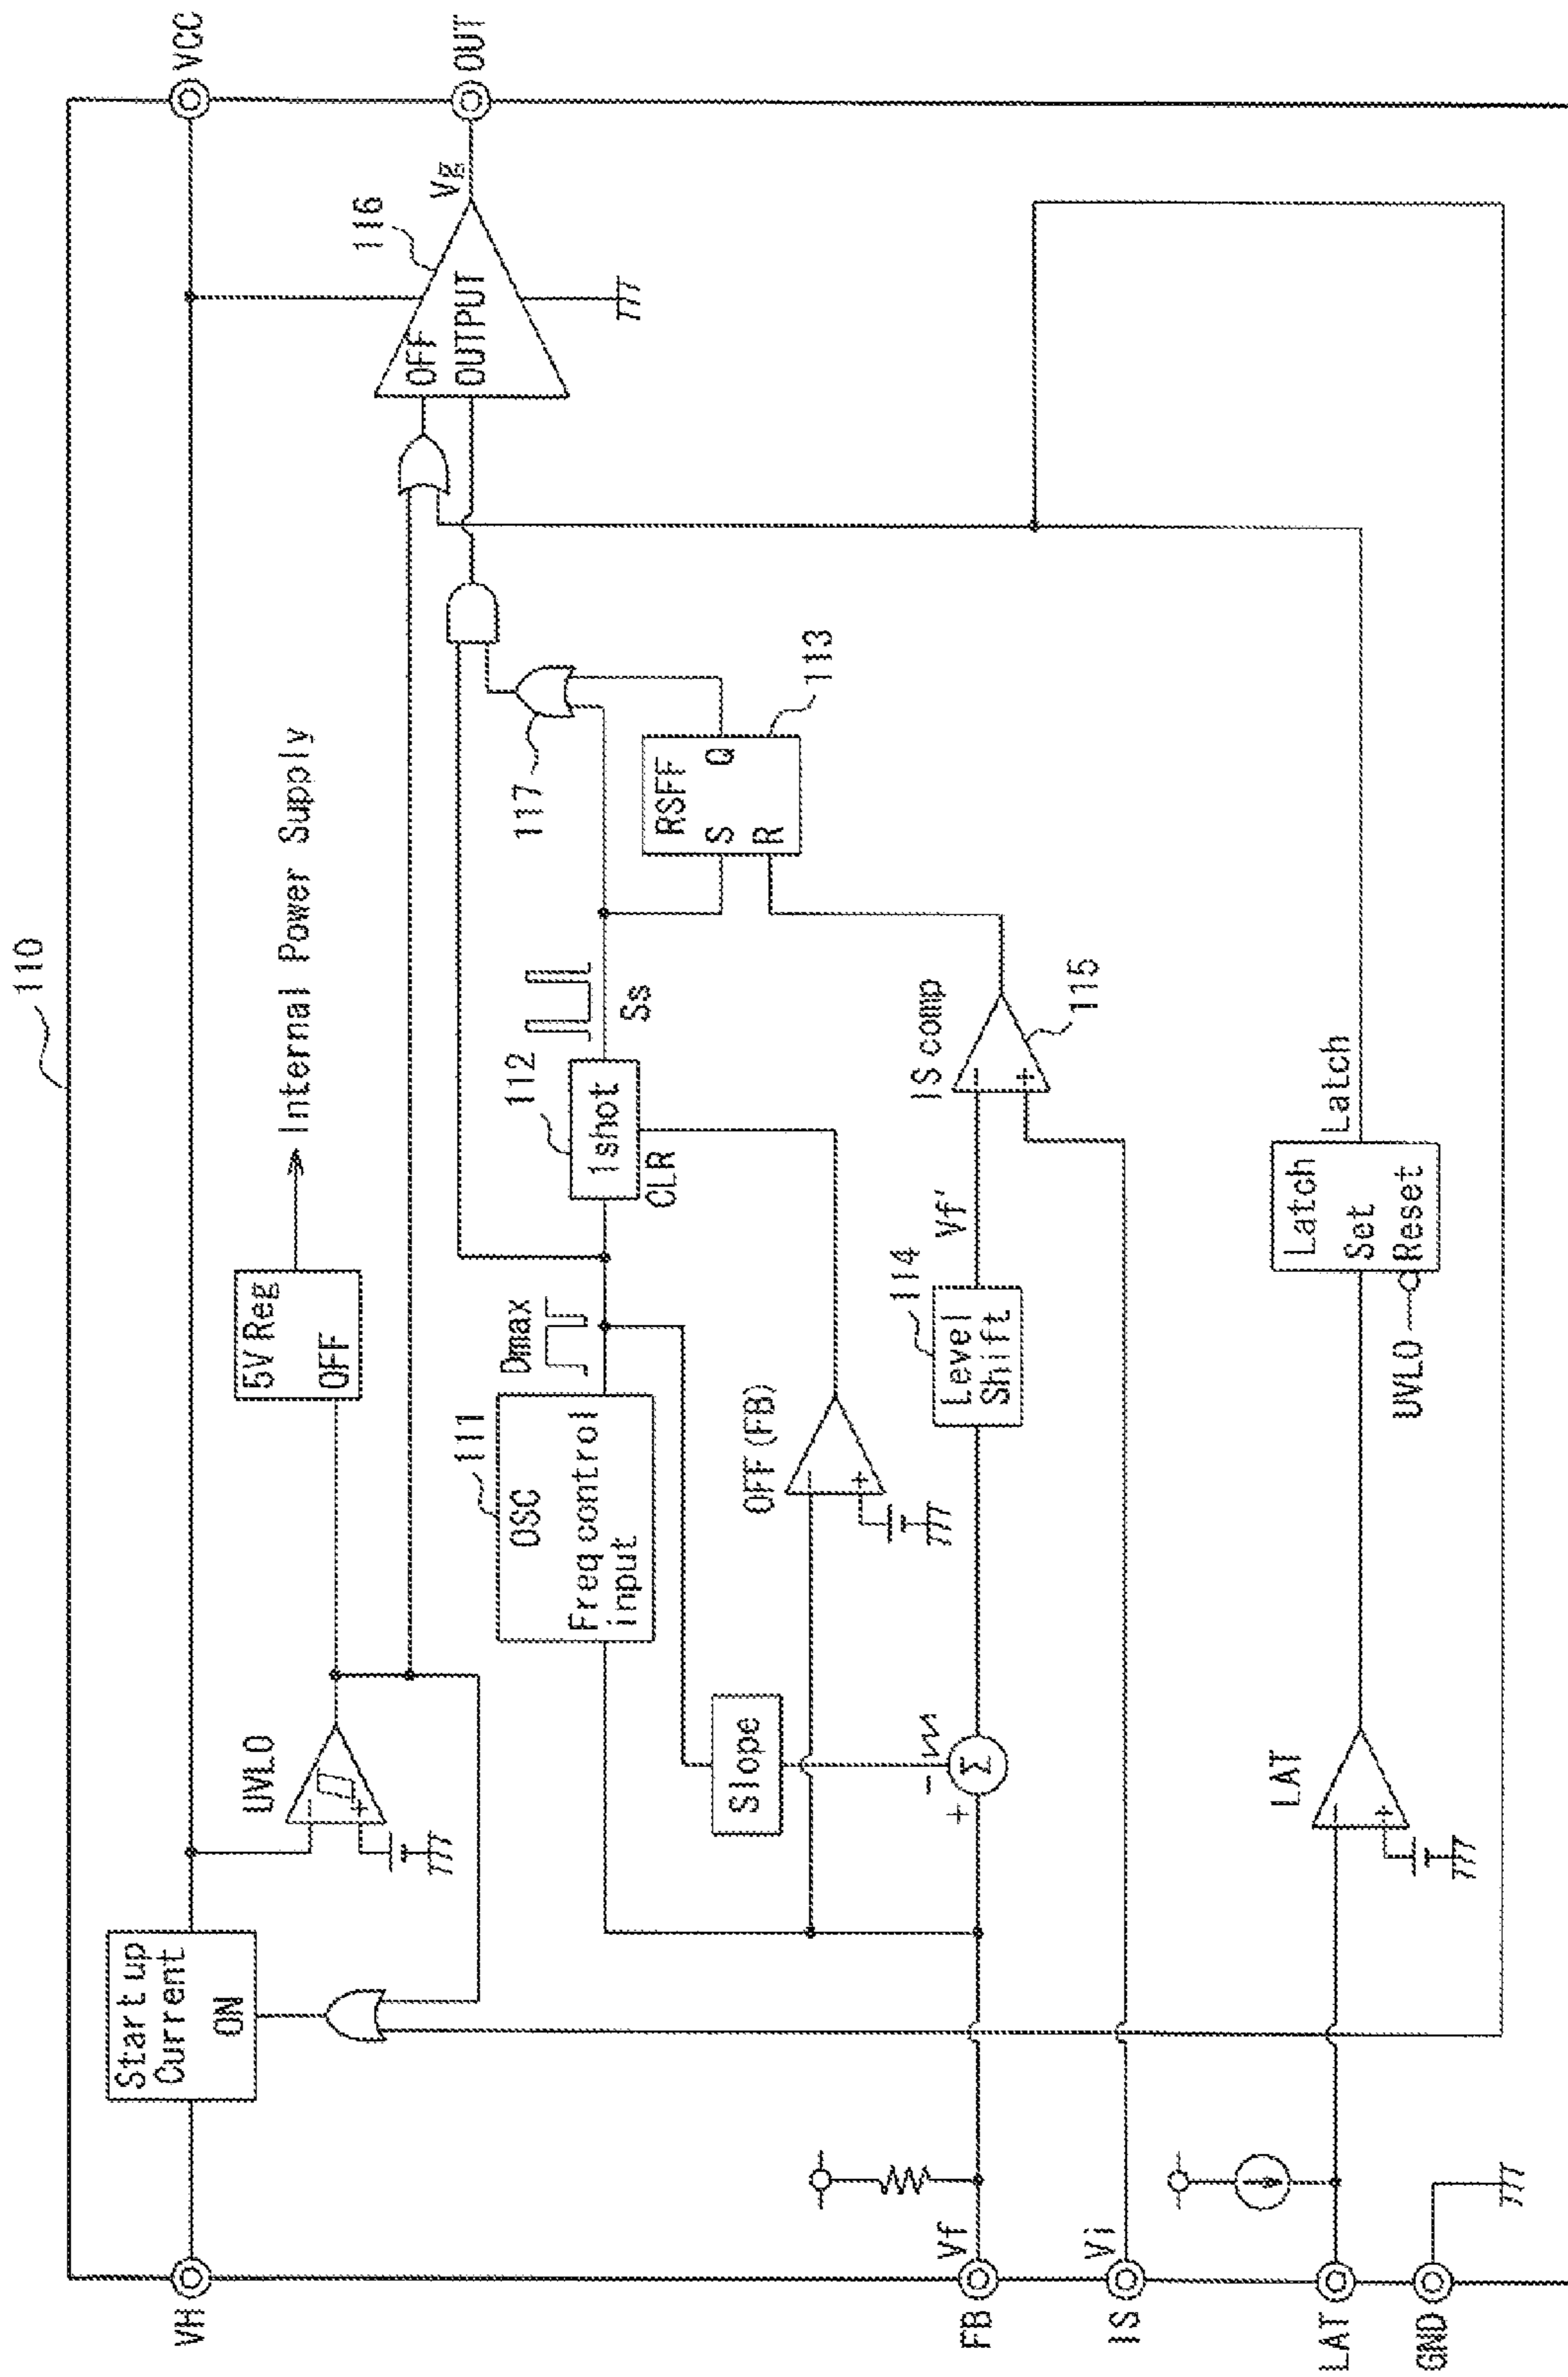 110
VH
Start up
Current
ON
VCC
UVLO
5V Reg
OFF
Internal Power Supply
116
OFF
OUTPUT
Vg
OUT
111
OSC
Freq control
input
Dmax
112
1shot
CLR
Ss
117
Slope
OFF (FB)
RSFF
S
R
Q
113
Vf
FB
+
-
Σ
114
Level
Shift
Vf'
IS comp
-
+
115
Vi
IS
LAT
LAT
-
+
Latch
Set
Reset
Latch
UVLO
GND